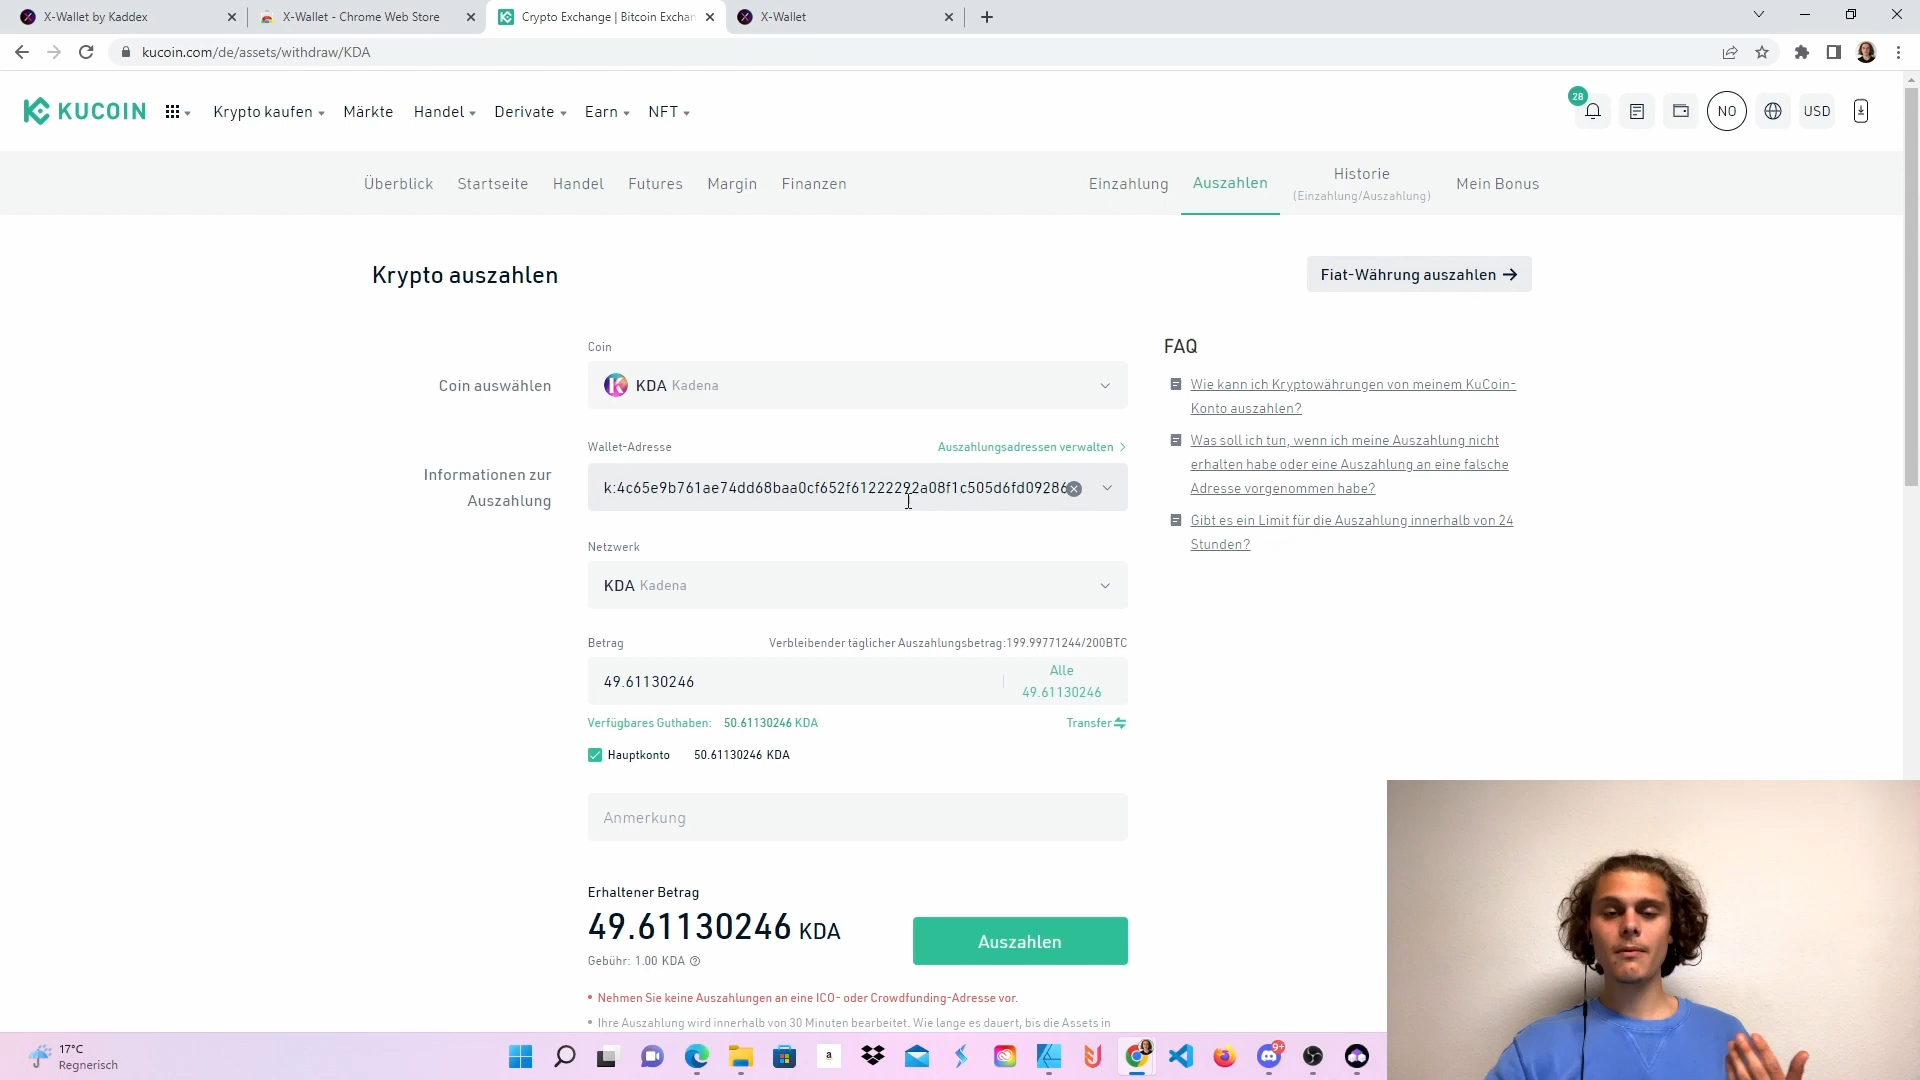 X-Wallet by Kaddex
X-Wallet - Chrome Web Store
Crypto Exchange | Bitcoin Exchan
X-Wallet
kucoin.com/de/assets/withdraw/KDA
KUCOIN
Krypto kaufen
Märkte
Handel
Derivate
Earn
NFT
28
NO
USD
Überblick
Startseite
Handel
Futures
Margin
Finanzen
Einzahlung
Auszahlen
Historie
(Einzahlung/Auszahlung)
Mein Bonus
Krypto auszahlen
Fiat-Währung auszahlen →
Coin
Coin auswählen
KDA Kadena
Wallet-Adresse
Auszahlungsadressen verwalten >
Informationen zur
Auszahlung
k:4c65e9b761ae74dd68baa0cf652f61222292a08f1c505d6fd09286
Netzwerk
KDA Kadena
Betrag
Verbleibender täglicher Auszahlungsbetrag:199.99771244/200BTC
49.61130246
Alle
49.61130246
Verfügbares Guthaben: 50.61130246 KDA
Transfer
Hauptkonto 50.61130246 KDA
Anmerkung
Erhaltener Betrag
49.61130246 KDA
Gebühr: 1.00 KDA
Auszahlen
• Nehmen Sie keine Auszahlungen an eine ICO- oder Crowdfunding-Adresse vor.
• Ihre Auszahlung wird innerhalb von 30 Minuten bearbeitet. Wie lange es dauert, bis die Assets in
FAQ
Wie kann ich Kryptowährungen von meinem KuCoin-
Konto auszahlen?
Was soll ich tun, wenn ich meine Auszahlung nicht
erhalten habe oder eine Auszahlung an eine falsche
Adresse vorgenommen habe?
Gibt es ein Limit für die Auszahlung innerhalb von 24
Stunden?
17°C
Regnerisch
a
9+